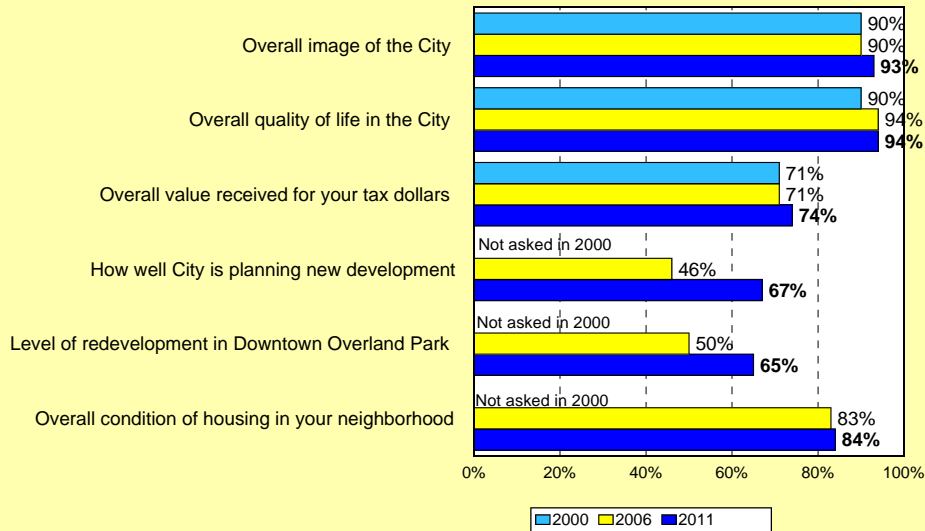 90%
Overall image of the City
90%
93%
90%
Overall quality of life in the City
94%
94%
71%
Overall value received for your tax dollars
71%
74%
Not asked in 2000
How well City is planning new development
46%
67%
Not asked in 2000
Level of redevelopment in Downtown Overland Park
50%
65%
Not asked in 2000
Overall condition of housing in your neighborhood
83%
84%
0% 20% 40% 60% 80% 100%
2000 2006 2011